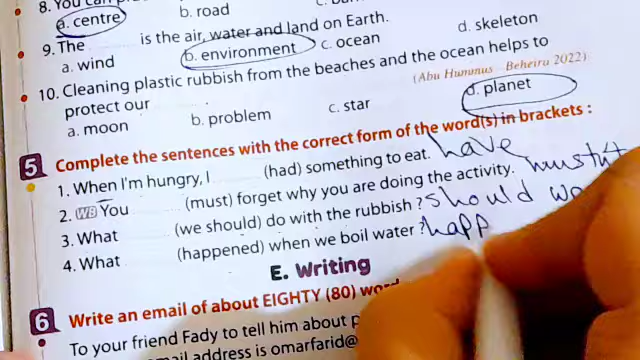 8. You can
a. centre b. road
9. The is the air, water and land on Earth.
a. wind b. environment c. ocean d. skeleton
10. Cleaning plastic rubbish from the beaches and the ocean helps to
protect our (Abu Hummus - Beheira 2022)
a. moon b. problem c. star d. planet
5 Complete the sentences with the correct form of the word(s) in brackets :
1. When I'm hungry, I (had) something to eat. have
2. WB You (must) forget why you are doing the activity. mustn't
3. What (we should) do with the rubbish ? should
4. What (happened) when we boil water ? happ
E. Writing
6 Write an email of about EIGHTY (80)
To your friend Fady to tell him about
address is omarfarid@